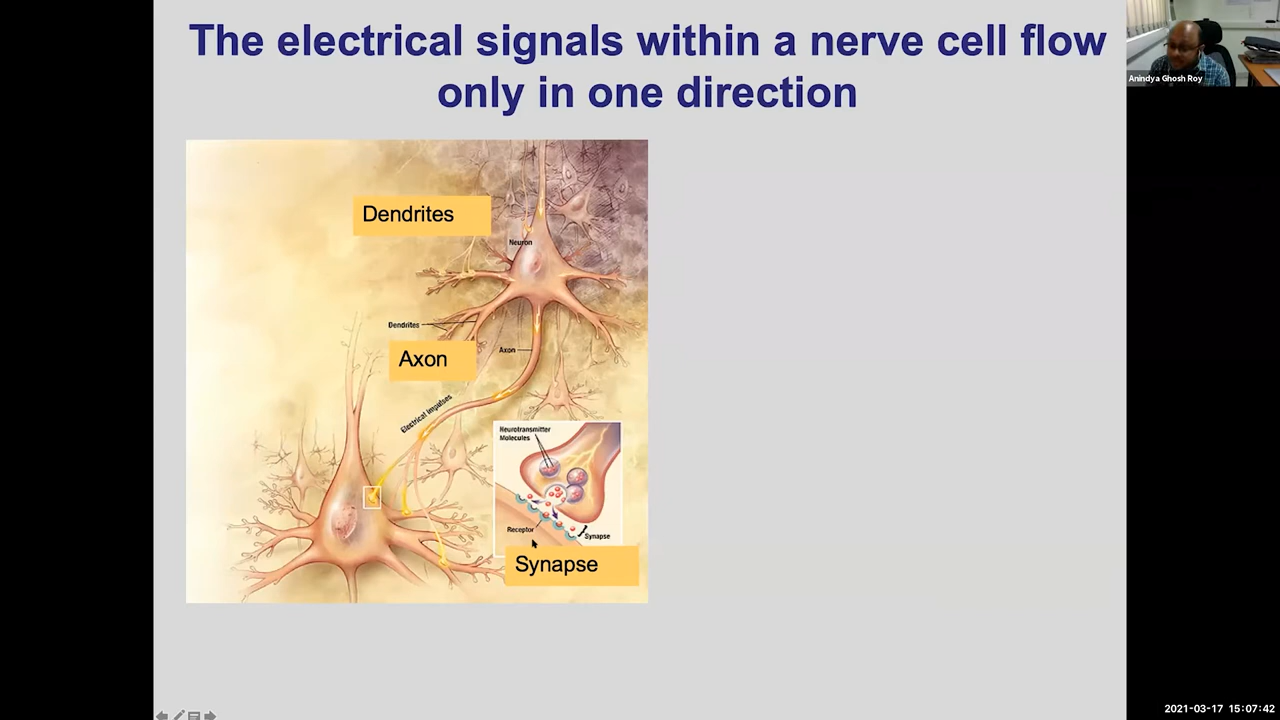 The electrical signals within a nerve cell flow
only in one direction
Anindya Ghosh Roy
Dendrites
Neuron
Dendrites
Axon
Axon
Electrical Impulses
Neurotransmitter
Molecules
Receptor
Synapse
Synapse
2021-03-17 15:07:42